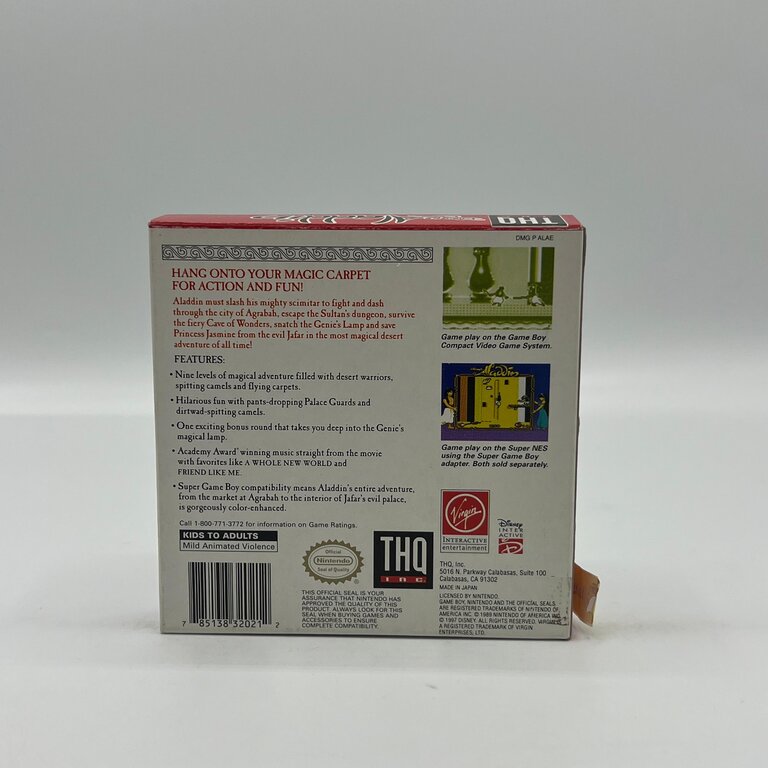 THQ
DMG P ALAE
HANG ONTO YOUR MAGIC CARPET
FOR ACTION AND FUN!
Aladdin must slash his mighty scimitar to fight and dash
through the city of Agrabah, escape the Sultan's dungeon, survive
the fiery Cave of Wonders, snatch the Genie's Lamp and save
Princess Jasmine from the evil Jafar in the most magical desert
adventure of all time!
FEATURES:
• Nine levels of magical adventure filled with desert warriors,
spitting camels and flying carpets.
• Hilarious fun with pants-dropping Palace Guards and
dirtwad-spitting camels.
• One exciting bonus round that takes you deep into the Genie's
magical lamp.
• Academy Award® winning music straight from the movie
with favorites like A WHOLE NEW WORLD and
FRIEND LIKE ME.
• Super Game Boy compatibility means Aladdin's entire adventure,
from the market at Agrabah to the interior of Jafar's evil palace,
is gorgeously color-enhanced.
Call 1-800-771-3772 for information on Game Ratings.
KIDS TO ADULTS
Mild Animated Violence
7 85138 32021 2
Official
Nintendo
Seal of Quality
®
THQ
INC.
THIS OFFICIAL SEAL IS YOUR
ASSURANCE THAT NINTENDO HAS
APPROVED THE QUALITY OF THIS
PRODUCT. ALWAYS LOOK FOR THIS
SEAL WHEN BUYING GAMES AND
ACCESSORIES TO ENSURE
COMPLETE COMPATIBILITY.
Game play on the Game Boy
Compact Video Game System.
Aladdin
Game play on the Super NES
using the Super Game Boy
adapter. Both sold separately.
Virgin
INTERACTIVE
entertainment
Disney
INTER
ACTIVE
THQ, Inc.
5016 N. Parkway Calabasas, Suite 100
Calabasas, CA 91302
MADE IN JAPAN
LICENSED BY NINTENDO.
GAME BOY, NINTENDO AND THE OFFICIAL SEALS
ARE REGISTERED TRADEMARKS OF NINTENDO OF
AMERICA INC. © 1989 NINTENDO OF AMERICA INC.
© 1997 DISNEY. ALL RIGHTS RESERVED. VIRGIN IS
A REGISTERED TRADEMARK OF VIRGIN
ENTERPRISES, LTD.